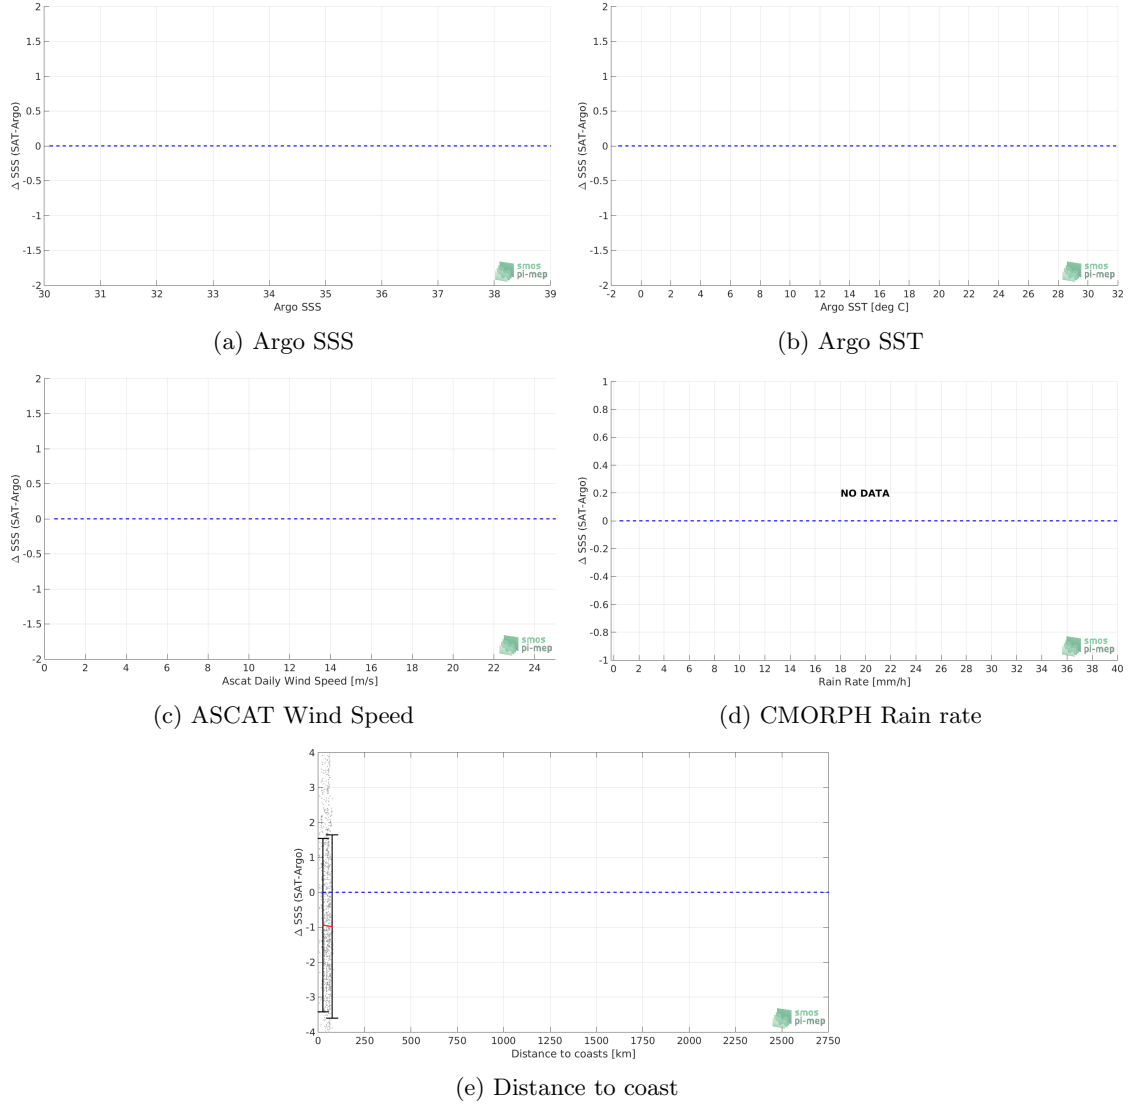 2
1.5
1
0.5
0
-0.5
-1
-1.5
-2
Δ SSS (SAT-Argo)
30 31 32 33 34 35 36 37 38 39
Argo SSS
smos
pi-mep
(a) Argo SSS
2
1.5
1
0.5
0
-0.5
-1
-1.5
-2
Δ SSS (SAT-Argo)
-2 0 2 4 6 8 10 12 14 16 18 20 22 24 26 28 30 32
Argo SST [deg C]
smos
pi-mep
(b) Argo SST
2
1.5
1
0.5
0
-0.5
-1
-1.5
-2
Δ SSS (SAT-Argo)
0 2 4 6 8 10 12 14 16 18 20 22 24
Ascat Daily Wind Speed [m/s]
smos
pi-mep
(c) ASCAT Wind Speed
1
0.8
0.6
0.4
0.2
0
-0.2
-0.4
-0.6
-0.8
-1
Δ SSS (SAT-Argo)
NO DATA
0 2 4 6 8 10 12 14 16 18 20 22 24 26 28 30 32 34 36 38 40
Rain Rate [mm/h]
smos
pi-mep
(d) CMORPH Rain rate
4
3
2
1
0
-1
-2
-3
-4
Δ SSS (SAT-Argo)
0 250 500 750 1000 1250 1500 1750 2000 2250 2500 2750
Distance to coasts [km]
smos
pi-mep
(e) Distance to coast